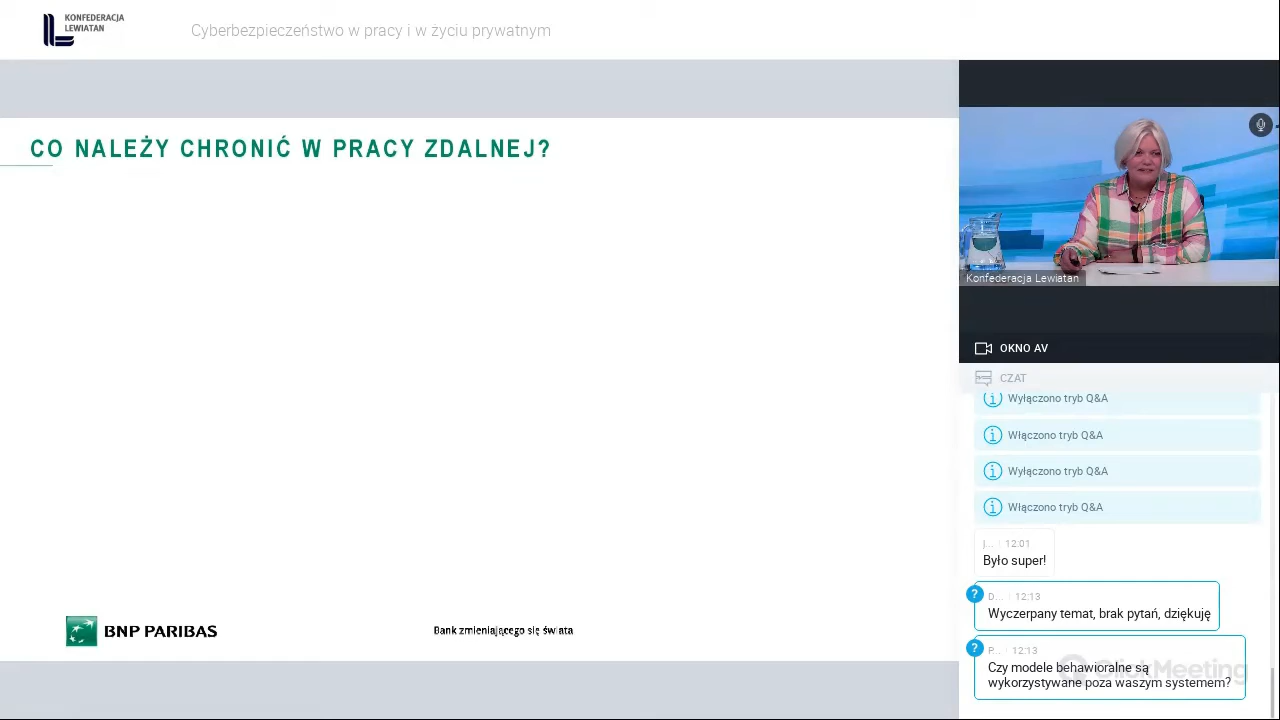 KONFEDERACJA
LEWIATAN
Cyberbezpieczeństwo w pracy i w życiu prywatnym
CO NALEŻY CHRONIĆ W PRACY ZDALNEJ?
BNP PARIBAS
Bank zmieniającego się świata
Konfederacja Lewiatan
OKNO AV
CZAT
Wyłączono tryb Q&A
Włączono tryb Q&A
Wyłączono tryb Q&A
Włączono tryb Q&A
J... 12:01
Było super!
? D... 12:13
Wyczerpany temat, brak pytań, dziękuję
? P... 12:13
Czy modele behawioralne są
wykorzystywane poza waszym systemem?
ClickMeeting